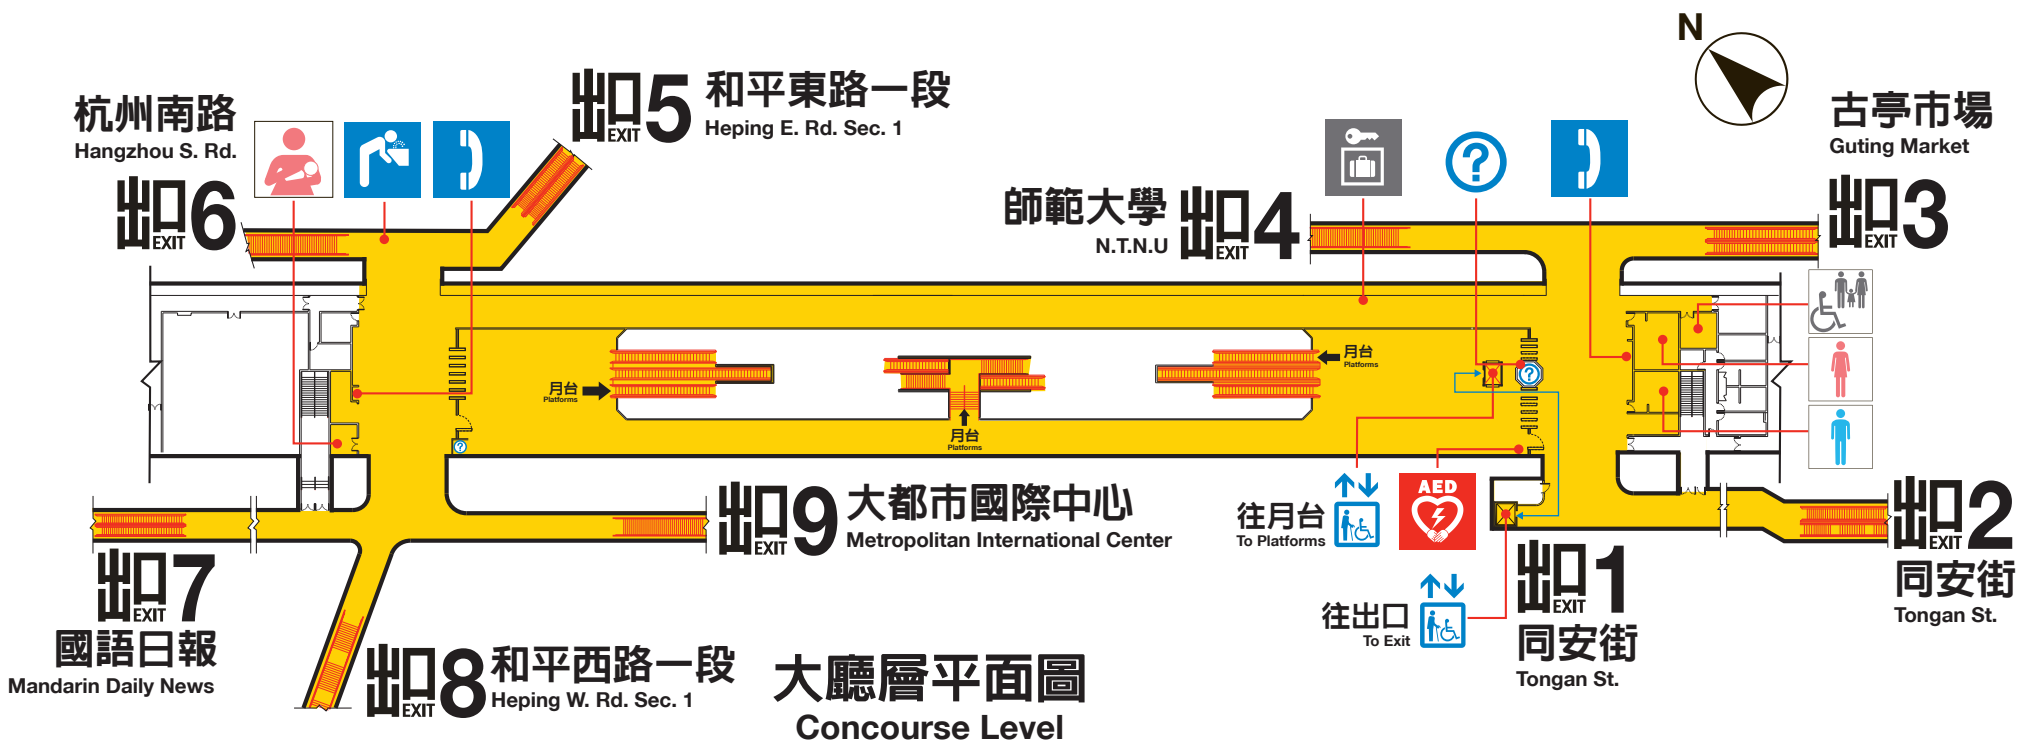 N
出口 EXIT 5
和平東路一段
Heping E. Rd. Sec. 1
杭州南路
Hangzhou S. Rd.
出口 EXIT 6
古亭市場
Guting Market
出口 EXIT 3
師範大學
N.T.N.U
出口 EXIT 4
?
月台
Platforms
月台
Platforms
月台
Platforms
?
?
出口 EXIT 7
國語日報
Mandarin Daily News
出口 EXIT 8
和平西路一段
Heping W. Rd. Sec. 1
出口 EXIT 9
大都市國際中心
Metropolitan International Center
往月台
To Platforms
AED
往出口
To Exit
出口 EXIT 1
同安街
Tongan St.
出口 EXIT 2
同安街
Tongan St.
大廳層平面圖
Concourse Level